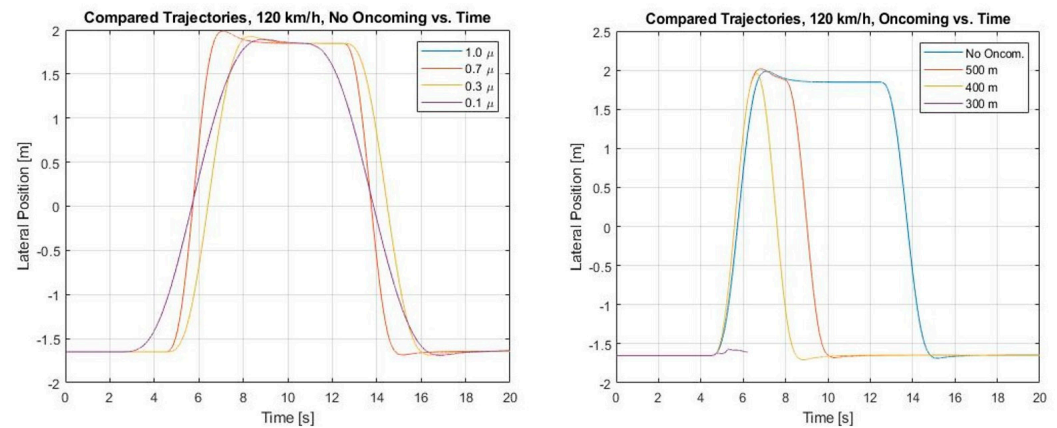 Compared Trajectories, 120 km/h, No Oncoming vs. Time
2
1.5
1
0.5
0
-0.5
-1
-1.5
-2
Lateral Position [m]
0 2 4 6 8 10 12 14 16 18 20
Time [s]
1.0 μ
0.7 μ
0.3 μ
0.1 μ
Compared Trajectories, 120 km/h, Oncoming vs. Time
2.5
2
1.5
1
0.5
0
-0.5
-1
-1.5
-2
Lateral Position [m]
0 2 4 6 8 10 12 14 16 18 20
Time [s]
No Oncom.
500 m
400 m
300 m